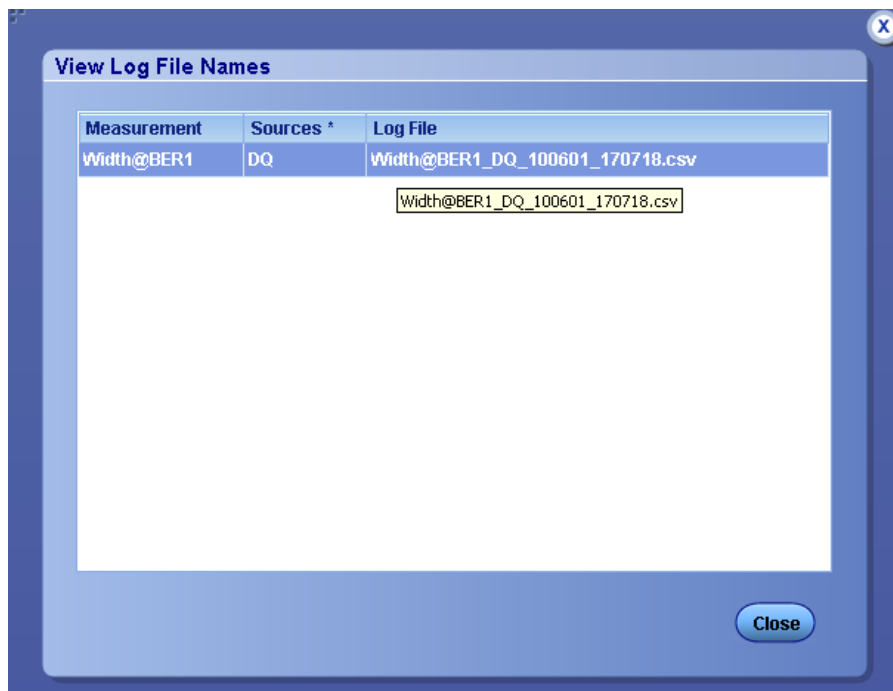 X
View Log File Names
Measurement Sources * Log File
Width@BER1 DQ Width@BER1_DQ_100601_170718.csv
Width@BER1_DQ_100601_170718.csv
Close